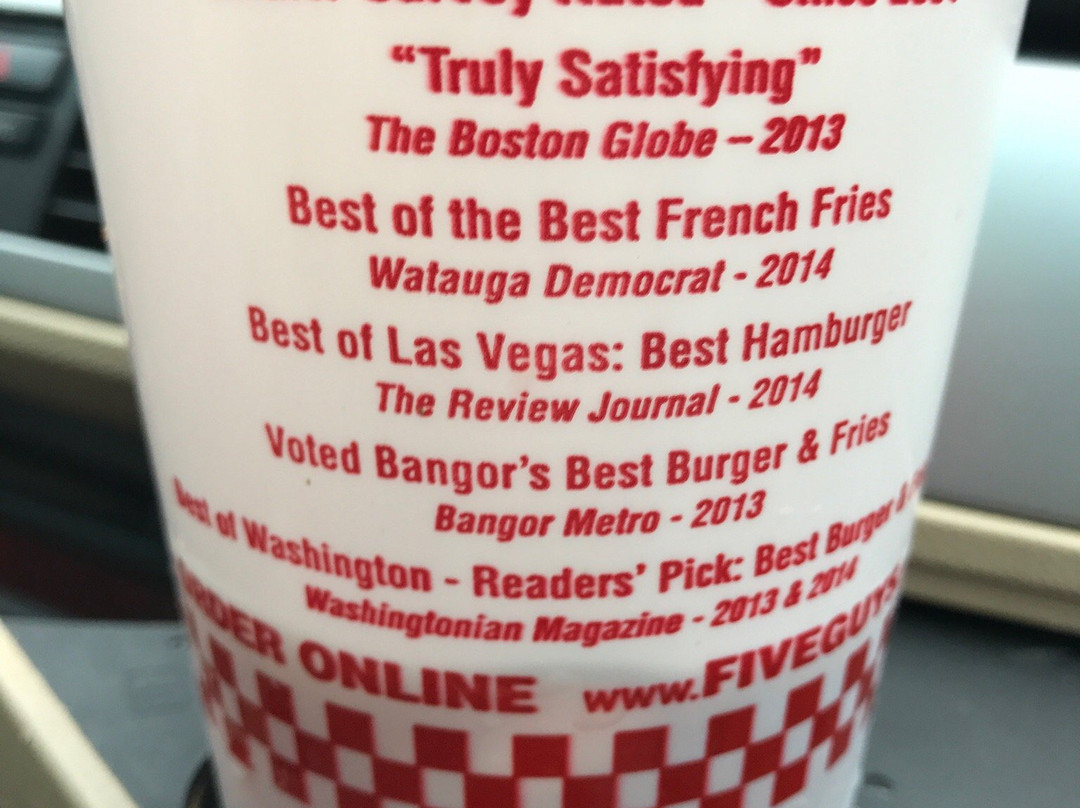 “Truly Satisfying”
The Boston Globe – 2013
Best of the Best French Fries
Watauga Democrat - 2014
Best of Las Vegas: Best Hamburger
The Review Journal - 2014
Voted Bangor’s Best Burger & Fries
Bangor Metro - 2013
Best of Washington - Readers’ Pick: Best Burger &
Washingtonian Magazine - 2013 & 2014
ORDER ONLINE www.FIVEGUYS